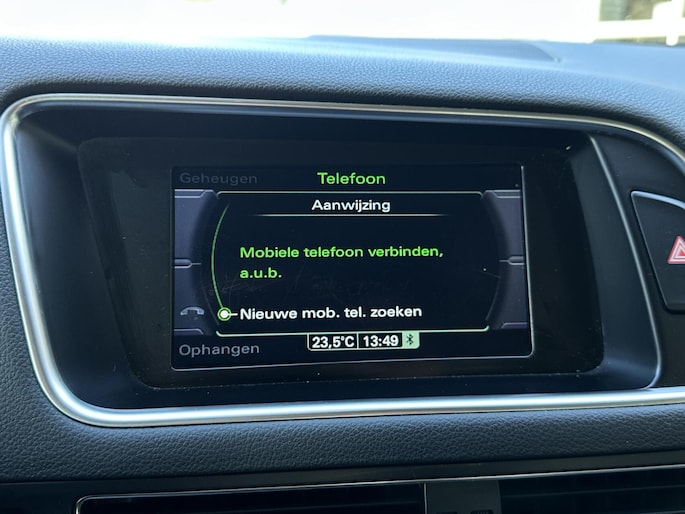 Geheugen
Telefoon
Aanwijzing
Mobiele telefoon verbinden,
a.u.b.
Nieuwe mob. tel. zoeken
23,5°C 13:49
Ophangen